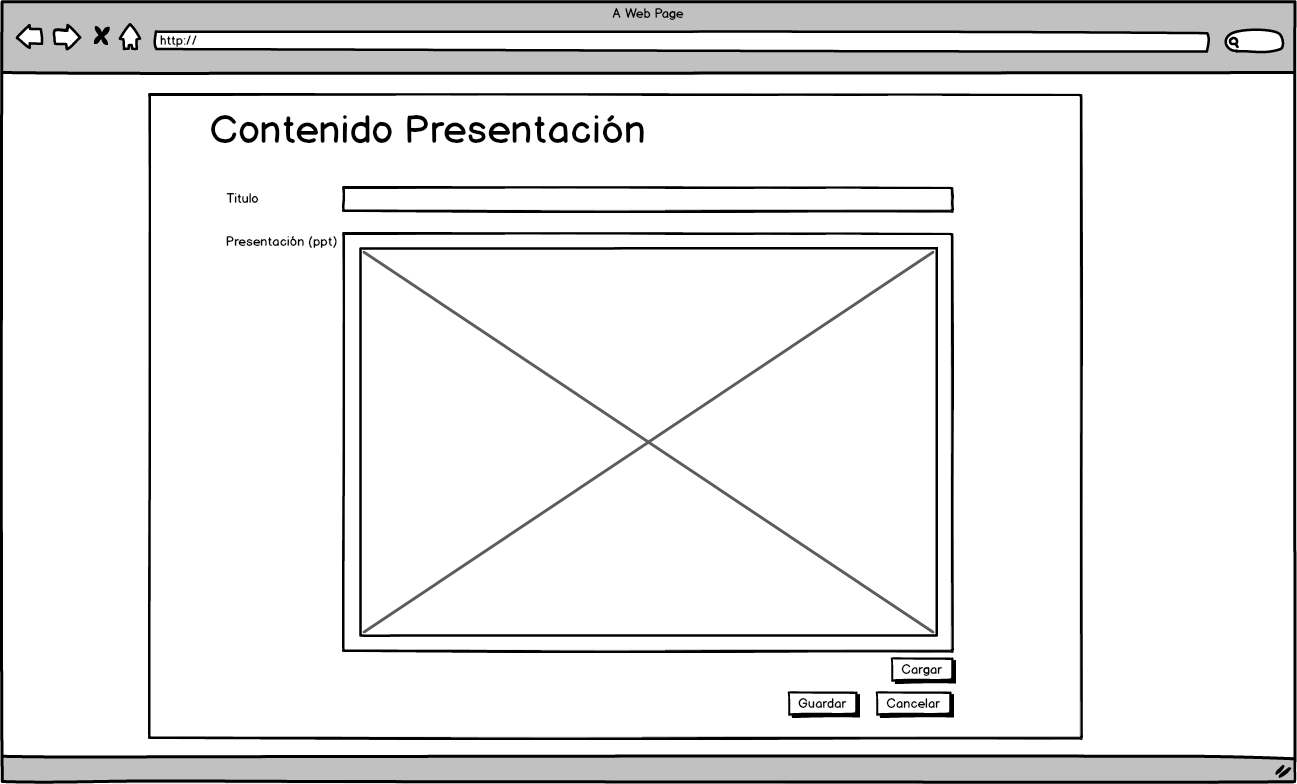 A Web Page
http://
Contenido Presentación
Titulo
Presentación (ppt)
Cargar
Guardar
Cancelar